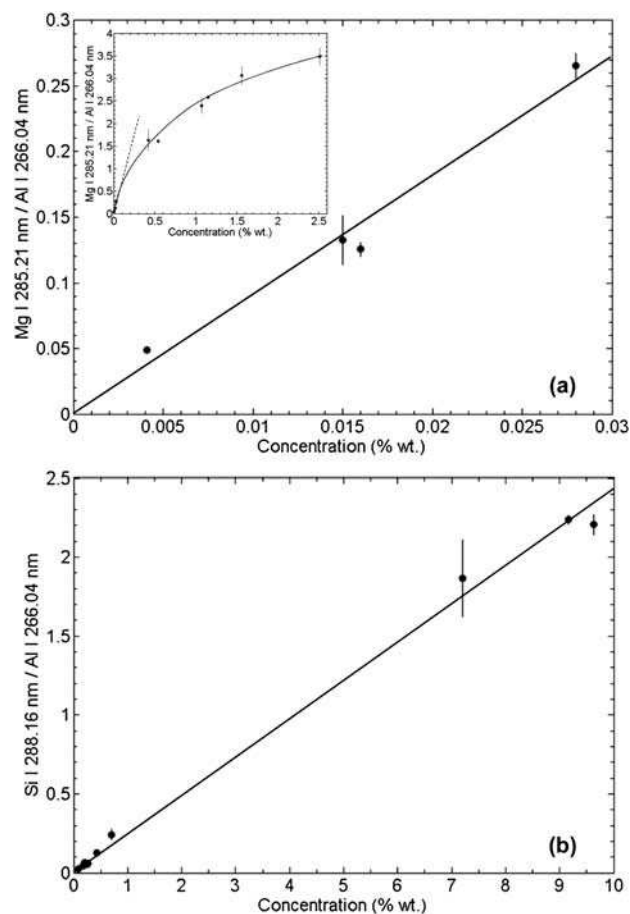 0.3
0.25
0.2
0.15
0.1
0.05
0
Mg I 285.21 nm / Al I 266.04 nm
4
3.5
3
2.5
2
1.5
1
0.5
0
Mg I 285.21 nm / Al I 266.04 nm
0 0.5 1 1.5 2 2.5
Concentration (% wt.)
(a)
0 0.005 0.01 0.015 0.02 0.025 0.03
Concentration (% wt.)
2.5
2
1.5
1
0.5
0
Si I 288.16 nm / Al I 266.04 nm
(b)
0 1 2 3 4 5 6 7 8 9 10
Concentration (% wt.)